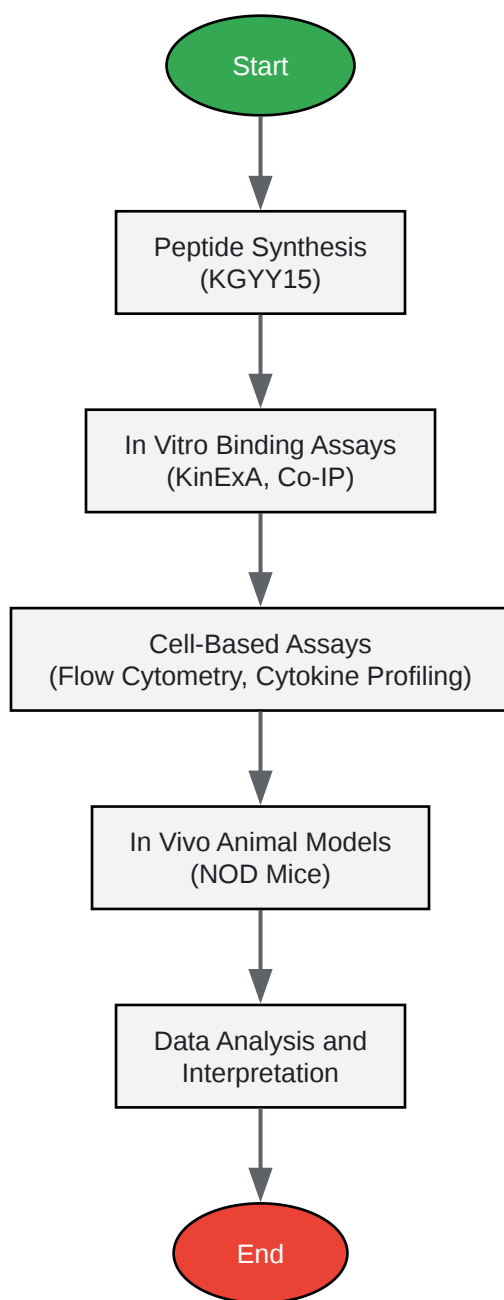 Start
Peptide Synthesis
(KGYY15)
In Vitro Binding Assays
(KinExA, Co-IP)
Cell-Based Assays
(Flow Cytometry, Cytokine Profiling)
In Vivo Animal Models
(NOD Mice)
Data Analysis and
Interpretation
End